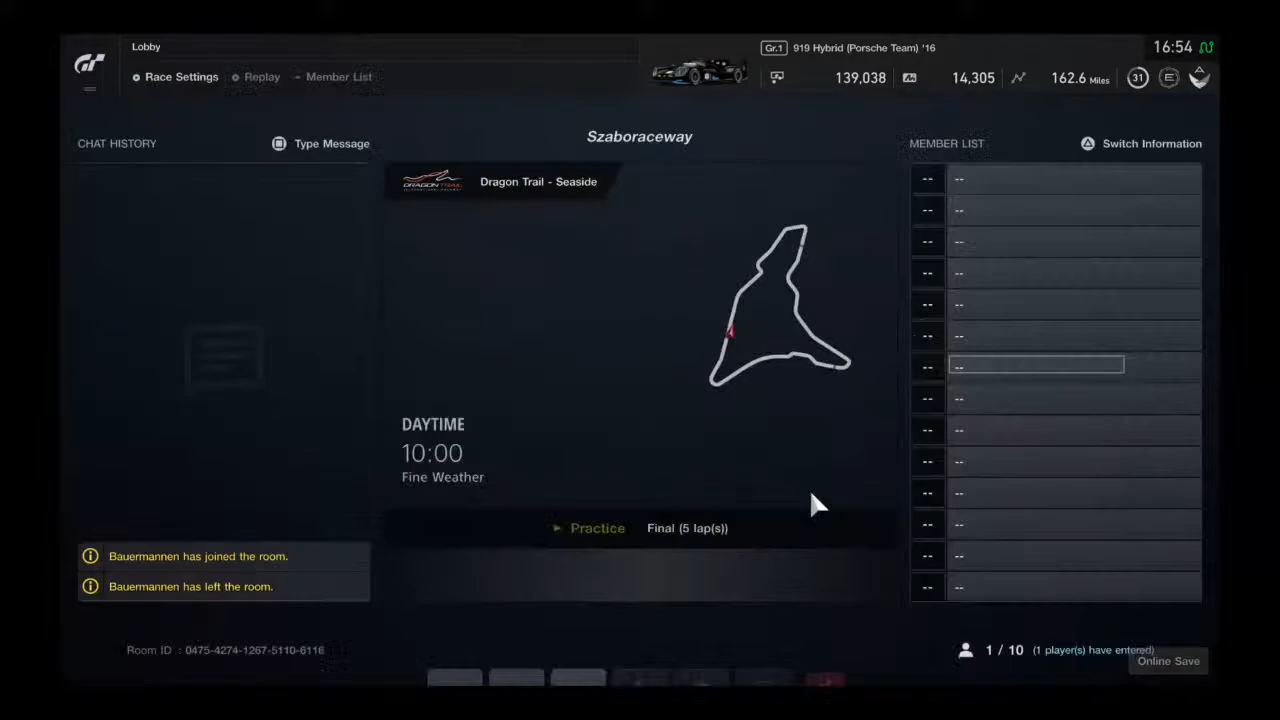 Lobby
Race Settings
Replay
Member List
Gr.1 919 Hybrid (Porsche Team) '16
139,038
14,305
162.6 Miles
31
E
16:54
CHAT HISTORY
Type Message
Szaboraceway
MEMBER LIST
Switch Information
DRAGON TRAIL
Dragon Trail - Seaside
-- --
-- --
-- --
-- --
-- --
-- --
-- --
-- --
-- --
-- --
-- --
-- --
-- --
-- --
DAYTIME
10:00
Fine Weather
Practice
Final (5 lap(s))
Bauermannen has joined the room.
Bauermannen has left the room.
Room ID : 0475-4274-1267-5110-6116
1 / 10 (1 player(s) have entered)
Online Save